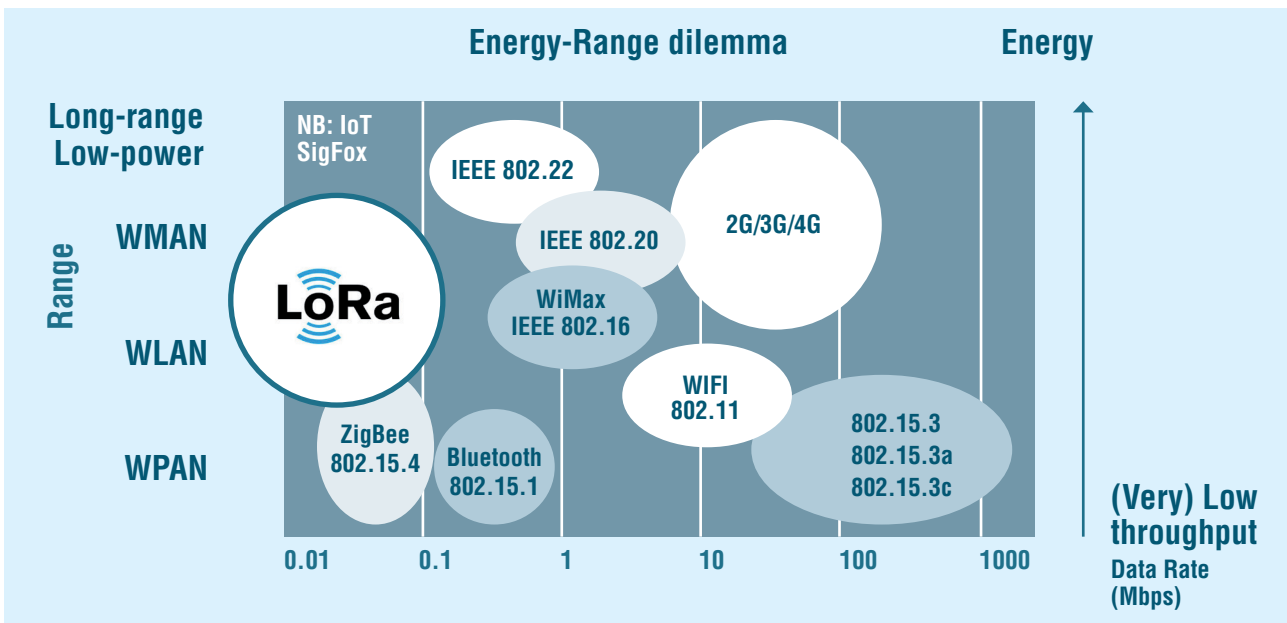 Energy-Range dilemma
Energy
Long-range
Low-power
WMAN
WLAN
WPAN
Range
NB: IoT
SigFox
IEEE 802.22
IEEE 802.20
2G/3G/4G
LoRa
WiMax
IEEE 802.16
WIFI
802.11
ZigBee
802.15.4
Bluetooth
802.15.1
802.15.3
802.15.3a
802.15.3c
0.01
0.1
1
10
100
1000
(Very) Low
throughput
Data Rate
(Mbps)